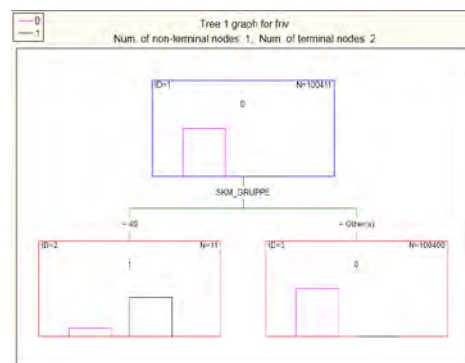 0
1
Tree 1 graph for friv
Num. of non-terminal nodes: 1, Num. of terminal nodes: 2
ID=1 N=100411
0
SKM_GRUPPE
= Other(s)
ID=2 N=11
1
ID=3 N=100400
0